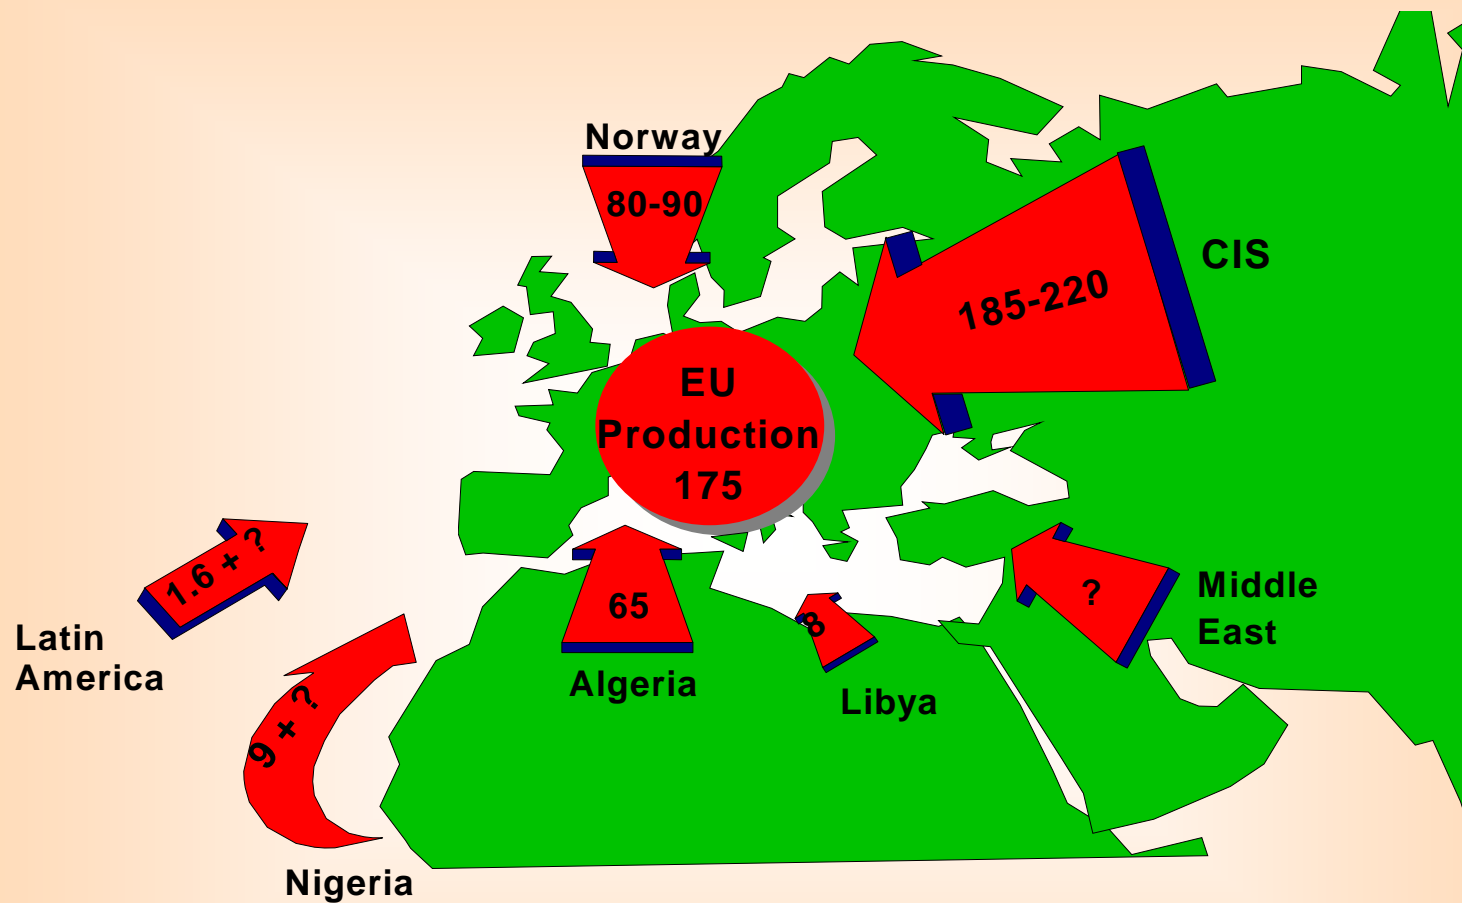 Norway
80-90
CIS
185-220
EU
Production
175
1.6 + ?
Latin
America
9 + ?
Nigeria
65
Algeria
8
Libya
?
Middle
East